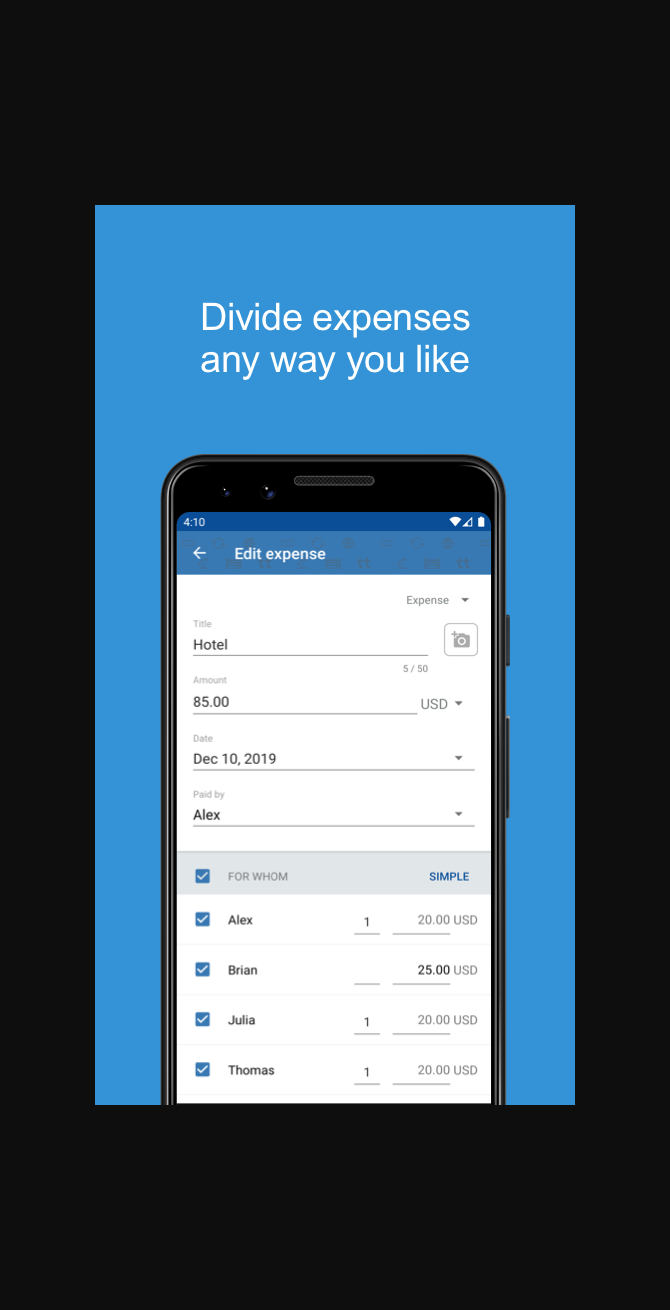 Divide expenses
any way you like
4:10
Edit expense
Expense
Title
Hotel
5 / 50
Amount
85.00 USD
Date
Dec 10, 2019
Paid by
Alex
FOR WHOM SIMPLE
Alex 1 20.00 USD
Brian 25.00 USD
Julia 1 20.00 USD
Thomas 1 20.00 USD